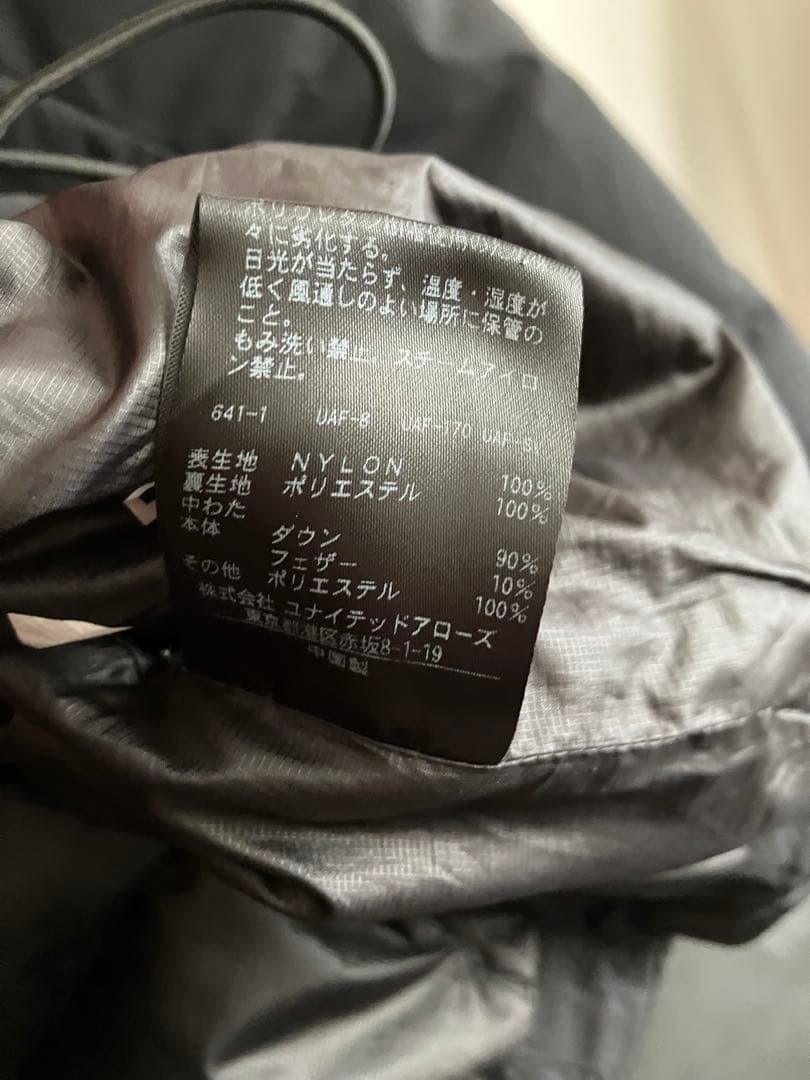 ポリウレタン
々に劣化する。
日光が当たらず、温度・湿度が
低く風通しのよい場所に保管の
こと。
もみ洗い禁止。スチームアイロ
ン禁止。
641-1 UAF-8 UAF-170
表生地 NYLON 100%
裏生地 ポリエステル 100%
中わた
本体 ダウン 90%
フェザー 10%
その他 ポリエステル 100%
株式会社 ユナイテッドアローズ
東京都港区赤坂8-1-19
中国製